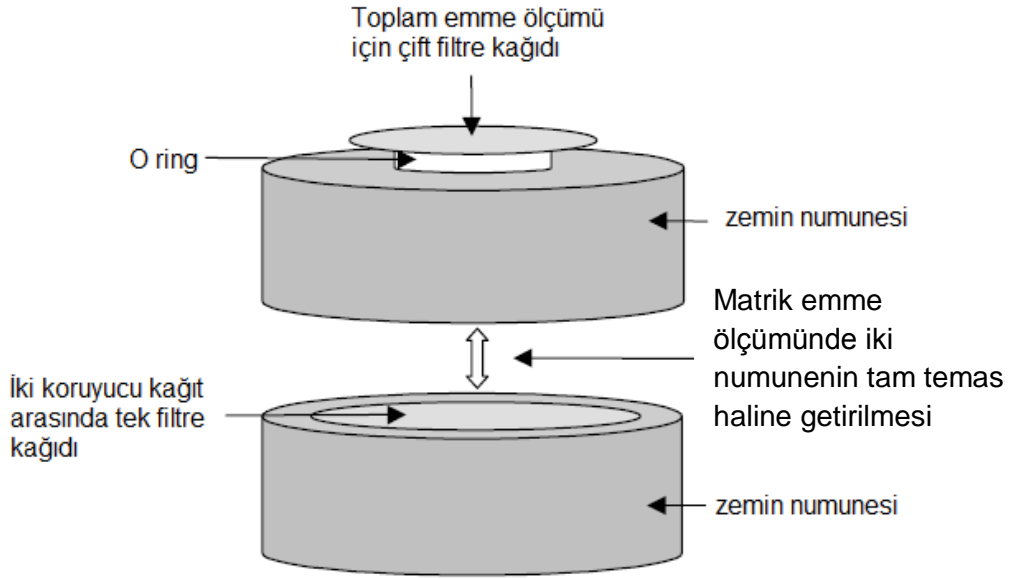 Toplam emme ölçümü
için çift filtre kağıdı
O ring
zemin numunesi
Matrik emme
ölçümünde iki
numunenin tam temas
haline getirilmesi
İki koruyucu kağıt
arasında tek filtre
kağıdı
zemin numunesi